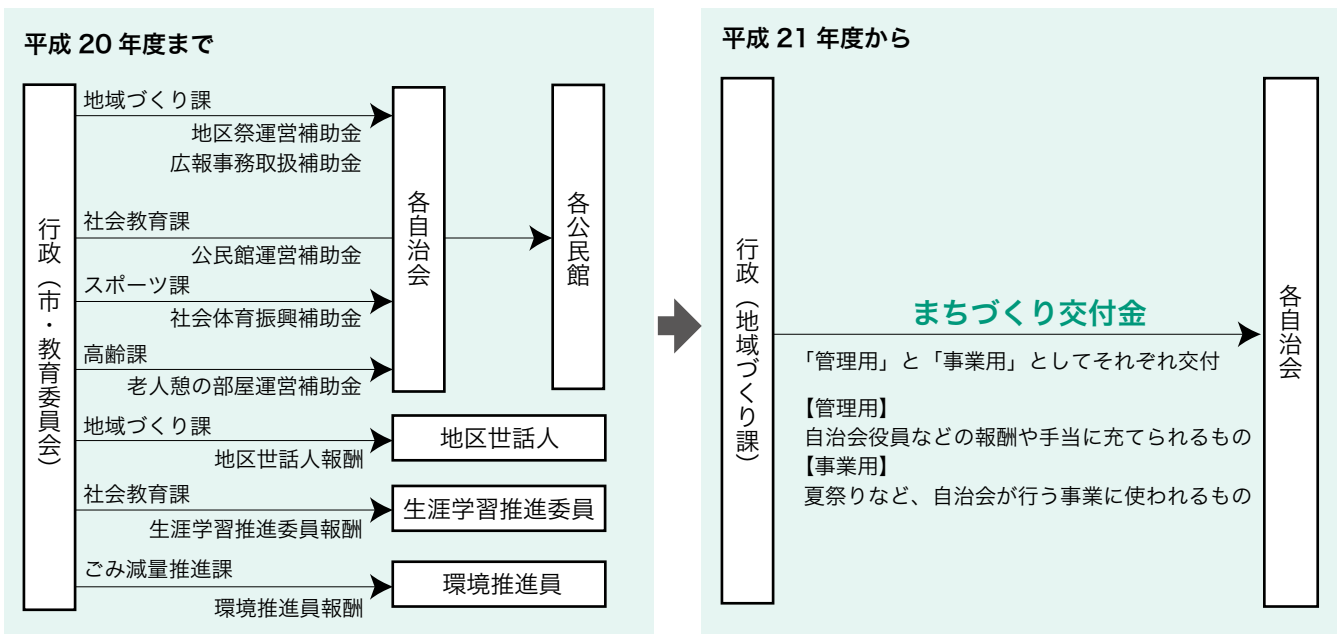 平成 20 年度まで
行政（市・教育委員会）
地域づくり課
地区祭運営補助金
広報事務取扱補助金
社会教育課
公民館運営補助金
スポーツ課
社会体育振興補助金
高齢課
老人憩の部屋運営補助金
各自治会
各公民館
地域づくり課
地区世話人報酬
地区世話人
社会教育課
生涯学習推進委員報酬
生涯学習推進委員
ごみ減量推進課
環境推進員報酬
環境推進員
平成 21 年度から
行政（地域づくり課）
まちづくり交付金
「管理用」と「事業用」としてそれぞれ交付
【管理用】
自治会役員などの報酬や手当に充てられるもの
【事業用】
夏祭りなど、自治会が行う事業に使われるもの
各自治会